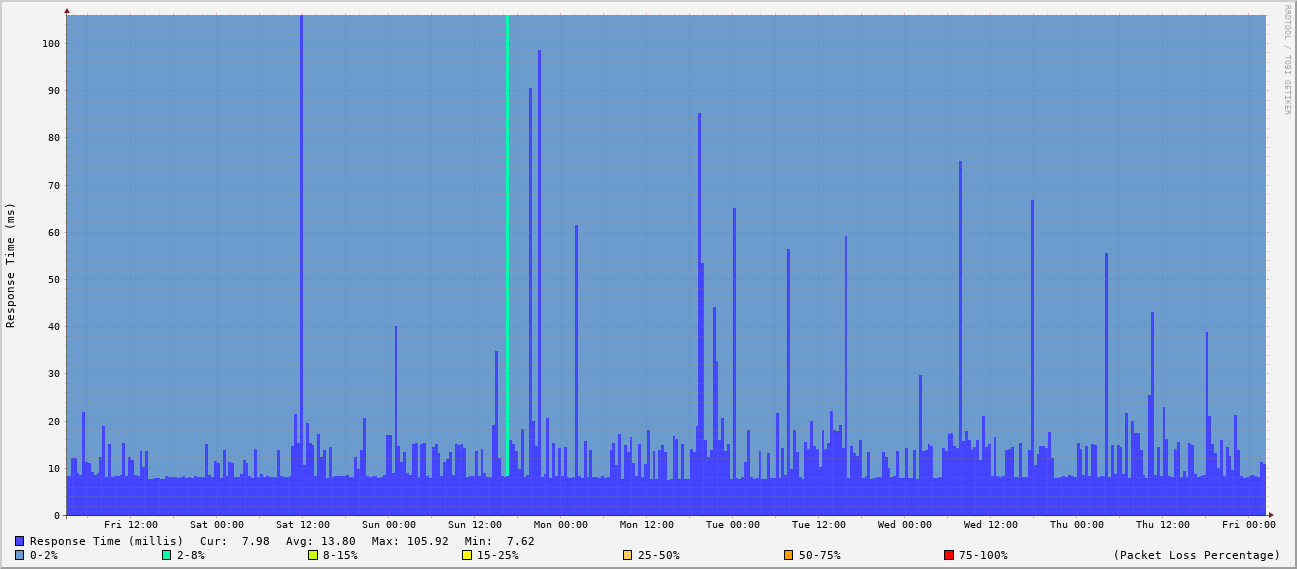 RRDTOOL / TOBI OETIKER
Response Time (ms)
100
90
80
70
60
50
40
30
20
10
0
Fri 12:00 Sat 00:00 Sat 12:00 Sun 00:00 Sun 12:00 Mon 00:00 Mon 12:00 Tue 00:00 Tue 12:00 Wed 00:00 Wed 12:00 Thu 00:00 Thu 12:00 Fri 00:00
Response Time (millis) Cur: 7.98 Avg: 13.80 Max: 105.92 Min: 7.62
0-2% 2-8% 8-15% 15-25% 25-50% 50-75% 75-100% (Packet Loss Percentage)